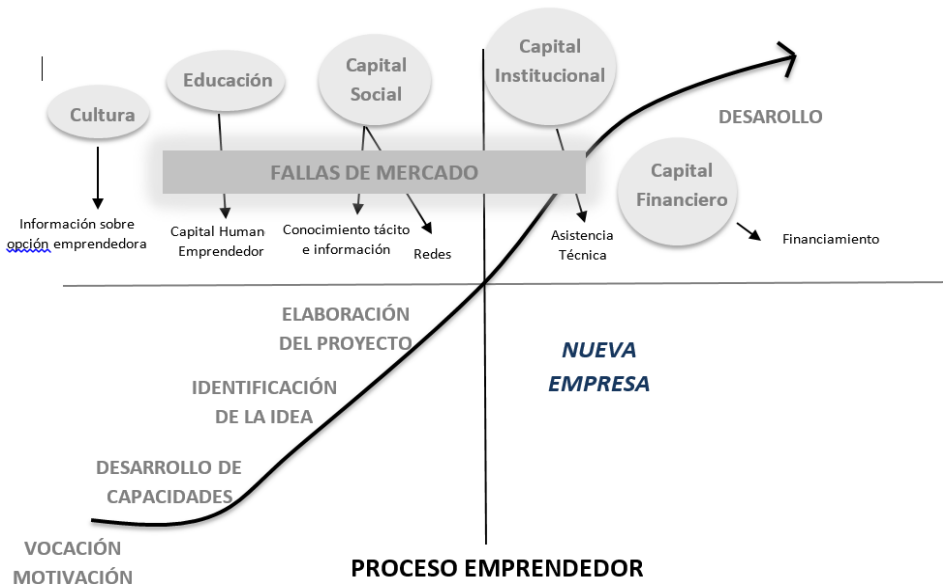 Cultura
Educación
Capital
Social
Capital
Institucional
DESAROLLO
FALLAS DE MERCADO
Capital
Financiero
Información sobre
opción emprendedora
Capital Human
Emprendedor
Conocimiento tácito
e información
Redes
Asistencia
Técnica
Financiamiento
ELABORACIÓN
DEL PROYECTO
NUEVA
EMPRESA
IDENTIFICACIÓN
DE LA IDEA
DESARROLLO DE
CAPACIDADES
VOCACIÓN
MOTIVACIÓN
PROCESO EMPRENDEDOR